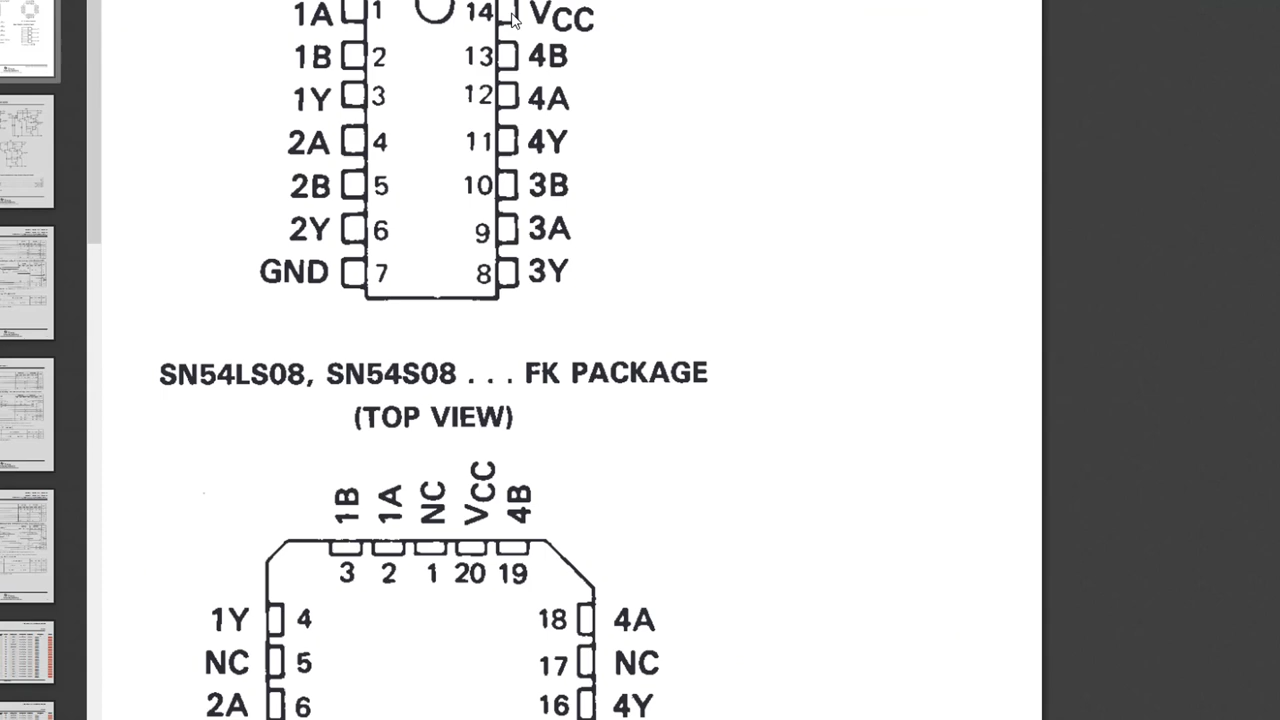 1A 1 14 VCC
1B 2 13 4B
1Y 3 12 4A
2A 4 11 4Y
2B 5 10 3B
2Y 6 9 3A
GND 7 8 3Y
SN54LS08, SN54S08 . . . FK PACKAGE
(TOP VIEW)
1B 1A NC VCC 4B
3 2 1 20 19
1Y 4 18 4A
NC 5 17 NC
2A 6 16 4Y